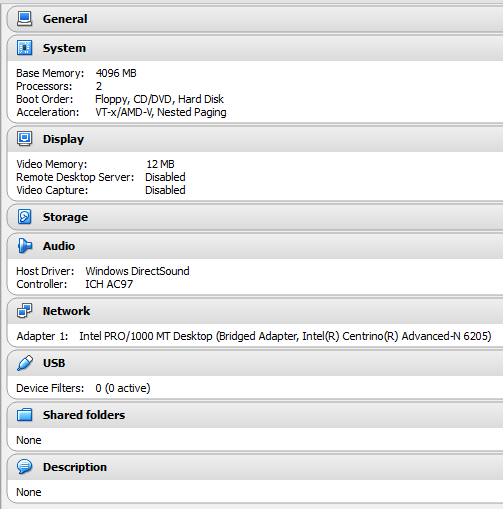 General
System
Base Memory: 4096 MB
Processors: 2
Boot Order: Floppy, CD/DVD, Hard Disk
Acceleration: VT-x/AMD-V, Nested Paging
Display
Video Memory: 12 MB
Remote Desktop Server: Disabled
Video Capture: Disabled
Storage
Audio
Host Driver: Windows DirectSound
Controller: ICH AC97
Network
Adapter 1: Intel PRO/1000 MT Desktop (Bridged Adapter, Intel(R) Centrino(R) Advanced-N 6205)
USB
Device Filters: 0 (0 active)
Shared folders
None
Description
None